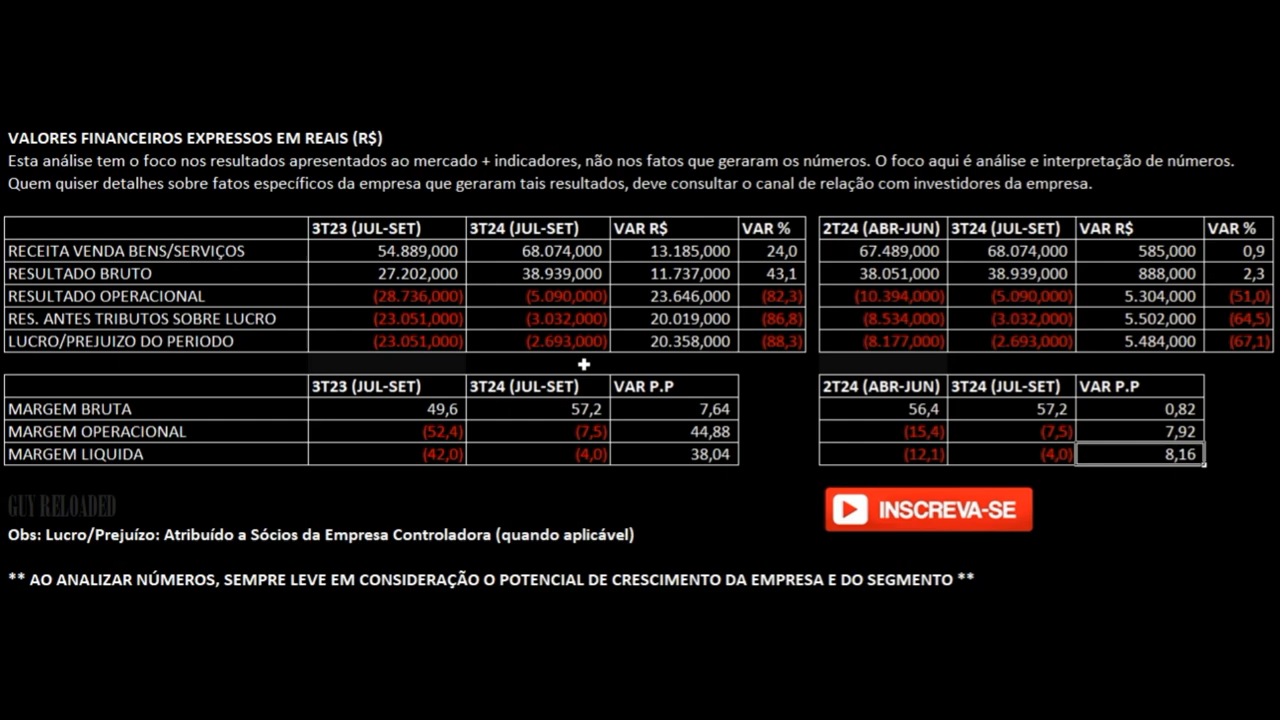 VALORES FINANCEIROS EXPRESSOS EM REAIS (R$)
Esta análise tem o foco nos resultados apresentados ao mercado + indicadores, não nos fatos que geraram os números. O foco aqui é análise e interpretação de números.
Quem quiser detalhes sobre fatos específicos da empresa que geraram tais resultados, deve consultar o canal de relação com investidores da empresa.
3T23 (JUL-SET) 3T24 (JUL-SET) VAR R$ VAR % 2T24 (ABR-JUN) 3T24 (JUL-SET) VAR R$ VAR %
RECEITA VENDA BENS/SERVIÇOS 54.889,000 68.074,000 13.185,000 24,0 67.489,000 68.074,000 585,000 0,9
RESULTADO BRUTO 27.202,000 38.939,000 11.737,000 43,1 38.051,000 38.939,000 888,000 2,3
RESULTADO OPERACIONAL (28.736,000) (5.090,000) 23.646,000 (82,3) (10.394,000) (5.090,000) 5.304,000 (51,0)
RES. ANTES TRIBUTOS SOBRE LUCRO (23.051,000) (3.032,000) 20.019,000 (86,8) (8.534,000) (3.032,000) 5.502,000 (64,5)
LUCRO/PREJUIZO DO PERIODO (23.051,000) (2.693,000) 20.358,000 (88,3) (8.177,000) (2.693,000) 5.484,000 (67,1)
3T23 (JUL-SET) 3T24 (JUL-SET) VAR P.P 2T24 (ABR-JUN) 3T24 (JUL-SET) VAR P.P
MARGEM BRUTA 49,6 57,2 7,64 56,4 57,2 0,82
MARGEM OPERACIONAL (52,4) (7,5) 44,88 (15,4) (7,5) 7,92
MARGEM LIQUIDA (42,0) (4,0) 38,04 (12,1) (4,0) 8,16
GUY RELOADED
INSCREVA-SE
Obs: Lucro/Prejuízo: Atribuído a Sócios da Empresa Controladora (quando aplicável)
** AO ANALIZAR NÚMEROS, SEMPRE LEVE EM CONSIDERAÇÃO O POTENCIAL DE CRESCIMENTO DA EMPRESA E DO SEGMENTO **